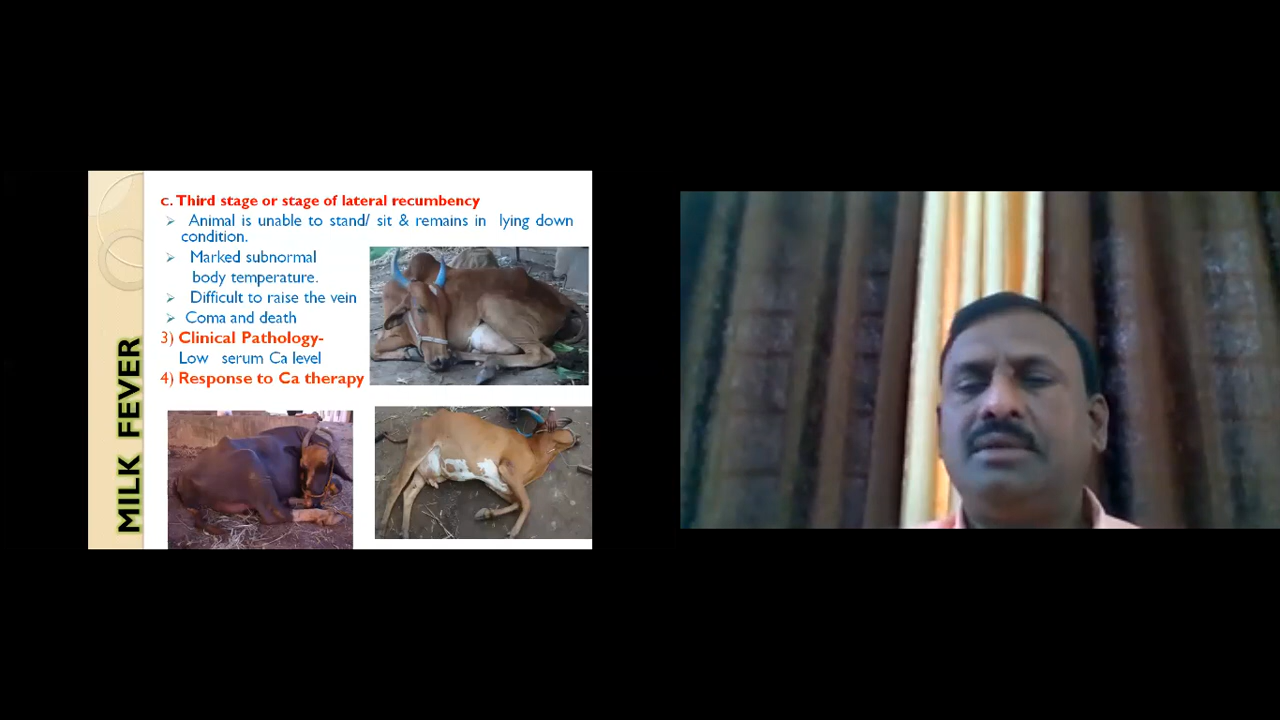 c. Third stage or stage of lateral recumbency
➢ Animal is unable to stand/ sit & remains in lying down
condition.
➢ Marked subnormal
body temperature.
➢ Difficult to raise the vein
➢ Coma and death
3) Clinical Pathology-
Low serum Ca level
4) Response to Ca therapy
MILK FEVER